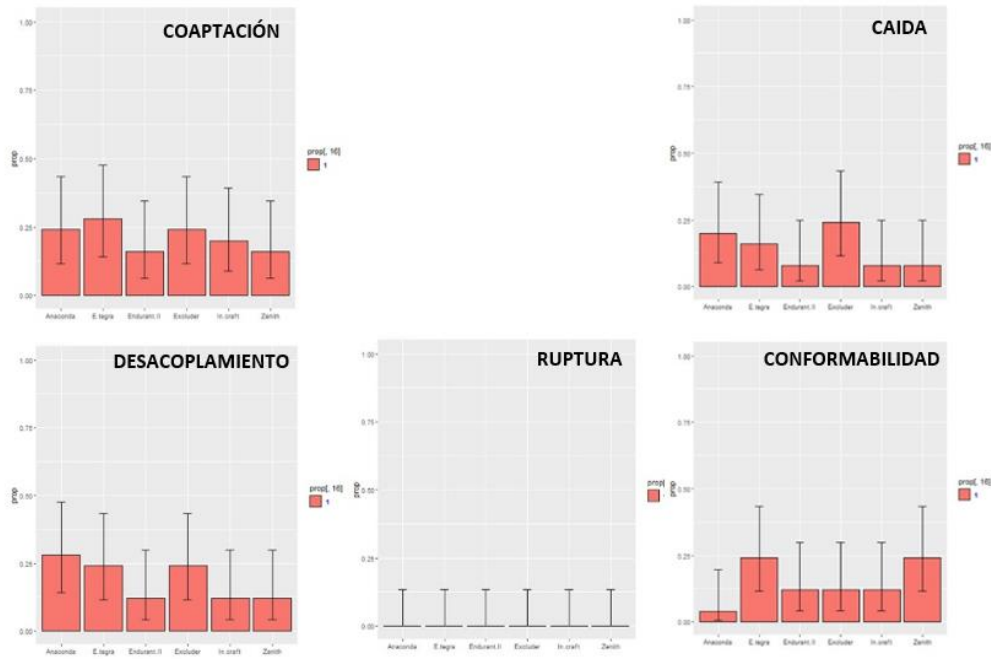 COAPTACIÓN
1.00
0.75
0.50
0.25
0.00
prop
Anaconda E.tegra Endurant.II Excluder In.craft Zenith
prop[, 16]
1
CAIDA
1.00
0.75
0.50
0.25
0.00
prop
Anaconda E.tegra Endurant.II Excluder In.craft Zenith
prop[, 16]
1
DESACOPLAMIENTO
1.00
0.75
0.50
0.25
0.00
prop
Anaconda E.tegra Endurant.II Excluder In.craft Zenith
prop[, 16]
1
RUPTURA
1.00
0.75
0.50
0.25
0.00
prop
Anaconda E.tegra Endurant.II Excluder In.craft Zenith
prop[
CONFORMABILIDAD
1.00
0.75
0.50
0.25
0.00
prop
Anaconda E.tegra Endurant.II Excluder In.craft Zenith
prop[, 16]
1